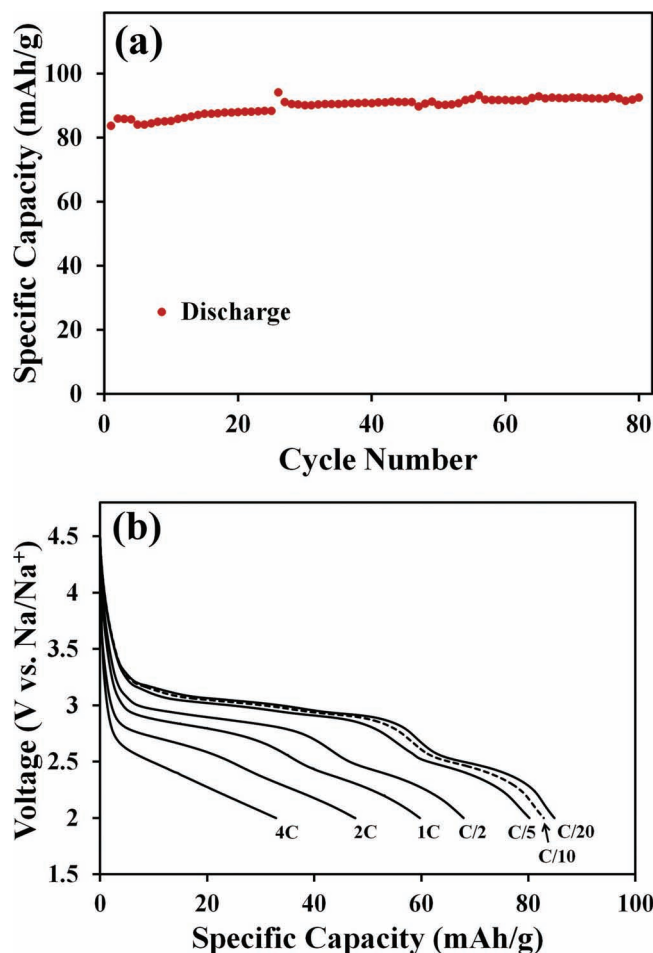 (a)
Specific Capacity (mAh/g)
100
80
60
40
20
0
Discharge
0 20 40 60 80
Cycle Number
(b)
Voltage (V vs. Na/Na⁺)
4.5
4
3.5
3
2.5
2
1.5
4C 2C 1C C/2 C/5 C/20
C/10
0 20 40 60 80 100
Specific Capacity (mAh/g)